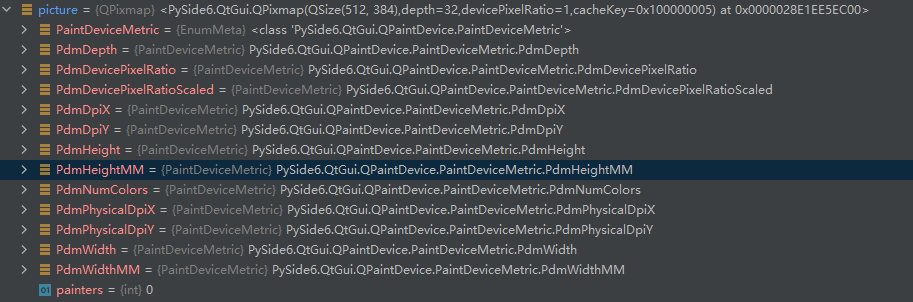 picture = {QPixmap} <PySide6.QtGui.QPixmap(QSize(512, 384),depth=32,devicePixelRatio=1,cacheKey=0x100000005) at 0x0000028E1EE5EC00>
PaintDeviceMetric = {EnumMeta} <class 'PySide6.QtGui.QPaintDevice.PaintDeviceMetric'>
PdmDepth = {PaintDeviceMetric} PySide6.QtGui.QPaintDevice.PaintDeviceMetric.PdmDepth
PdmDevicePixelRatio = {PaintDeviceMetric} PySide6.QtGui.QPaintDevice.PaintDeviceMetric.PdmDevicePixelRatio
PdmDevicePixelRatioScaled = {PaintDeviceMetric} PySide6.QtGui.QPaintDevice.PaintDeviceMetric.PdmDevicePixelRatioScaled
PdmDpiX = {PaintDeviceMetric} PySide6.QtGui.QPaintDevice.PaintDeviceMetric.PdmDpiX
PdmDpiY = {PaintDeviceMetric} PySide6.QtGui.QPaintDevice.PaintDeviceMetric.PdmDpiY
PdmHeight = {PaintDeviceMetric} PySide6.QtGui.QPaintDevice.PaintDeviceMetric.PdmHeight
PdmHeightMM = {PaintDeviceMetric} PySide6.QtGui.QPaintDevice.PaintDeviceMetric.PdmHeightMM
PdmNumColors = {PaintDeviceMetric} PySide6.QtGui.QPaintDevice.PaintDeviceMetric.PdmNumColors
PdmPhysicalDpiX = {PaintDeviceMetric} PySide6.QtGui.QPaintDevice.PaintDeviceMetric.PdmPhysicalDpiX
PdmPhysicalDpiY = {PaintDeviceMetric} PySide6.QtGui.QPaintDevice.PaintDeviceMetric.PdmPhysicalDpiY
PdmWidth = {PaintDeviceMetric} PySide6.QtGui.QPaintDevice.PaintDeviceMetric.PdmWidth
PdmWidthMM = {PaintDeviceMetric} PySide6.QtGui.QPaintDevice.PaintDeviceMetric.PdmWidthMM
01 painters = {int} 0